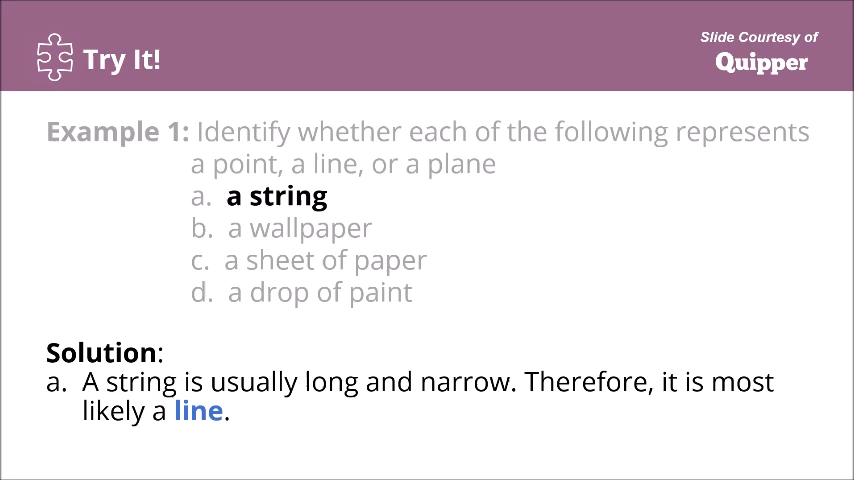 Try It!
Slide Courtesy of
Quipper
Example 1: Identify whether each of the following represents
a point, a line, or a plane
a. a string
b. a wallpaper
c. a sheet of paper
d. a drop of paint
Solution:
a. A string is usually long and narrow. Therefore, it is most
likely a line.